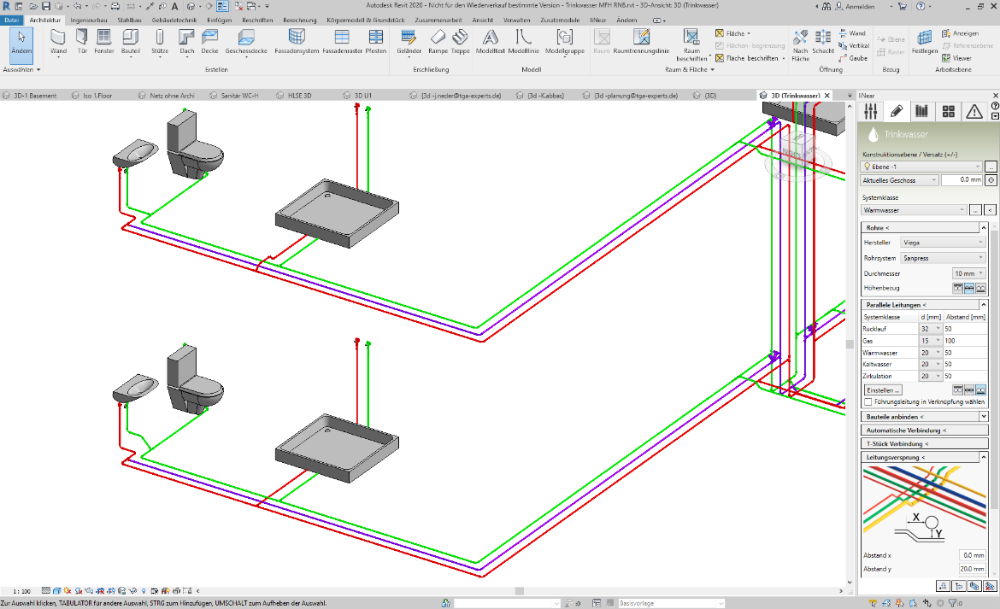 Autodesk Revit 2020 - Nicht für den Wiederverkauf bestimmte Version - Trinkwasser MFH RNB.rvt - 3D-Ansicht: 3D (Trinkwasser)
Anmelden
Datei Architektur Ingenieurbau Stahlbau Gebäudetechnik Einfügen Beschriften Berechnung Körpermodell & Grundstück Zusammenarbeit Ansicht Verwalten Zusatzmodule liNear Ändern
Ändern Wand Tür Fenster Bauteil Stütze Dach Decke Geschossdecke Fassadensystem Fassadenraster Pfosten Geländer Rampe Treppe Modelltext Modelllinie Modellgruppe Raum Raumtrennungslinie Raum beschriften
Fläche
Flächen- begrenzung
Fläche beschriften
Nach Fläche Schacht
Wand
Vertikal
Gaube
Ebene
Raster
Festlegen
Anzeigen
Referenzebene
Viewer
Auswählen Erstellen Erschließung Modell Raum & Fläche Öffnung Bezug Arbeitsebene
3D-1 Basement Iso 1.Floor Netz ohne Archi Sanitär WC-H HLSE 3D 3D U1 {3d -j.neder@tga-experts.de} {3d -Kabbas} {3d -planung@tga-experts.de} {3D} 3D (Trinkwasser)
liNear
Trinkwasser
Konstruktionsebene / Versatz (+/-)
Ebene -1 ...
Aktuelles Geschoss 0.0 mm
Systemklasse
Warmwasser ... <
Rohre <
Hersteller Viega
Rohrsystem Sanpress
Durchmesser 10 mm
Höhenbezug
Parallele Leitungen <
Systemklasse d [mm] Abstand [mm]
Rücklauf 32 50
Gas 15 100
Warmwasser 20 50
Kaltwasser 20 50
Zirkulation 20 50
Einstellen ...
Führungsleitung in Verknüpfung wählen
Bauteile anbinden <
Automatische Verbindung <
T-Stück Verbindung <
Leitungsversprung <
X
Y
Abstand x 0.0 mm
Abstand y 20.0 mm
1 : 100
Zur Auswahl klicken, TABULATOR für andere Auswahl, STRG zum Hinzufügen, UMSCHALT zum Aufheben der Auswahl.
:0 Basisvorlage :0